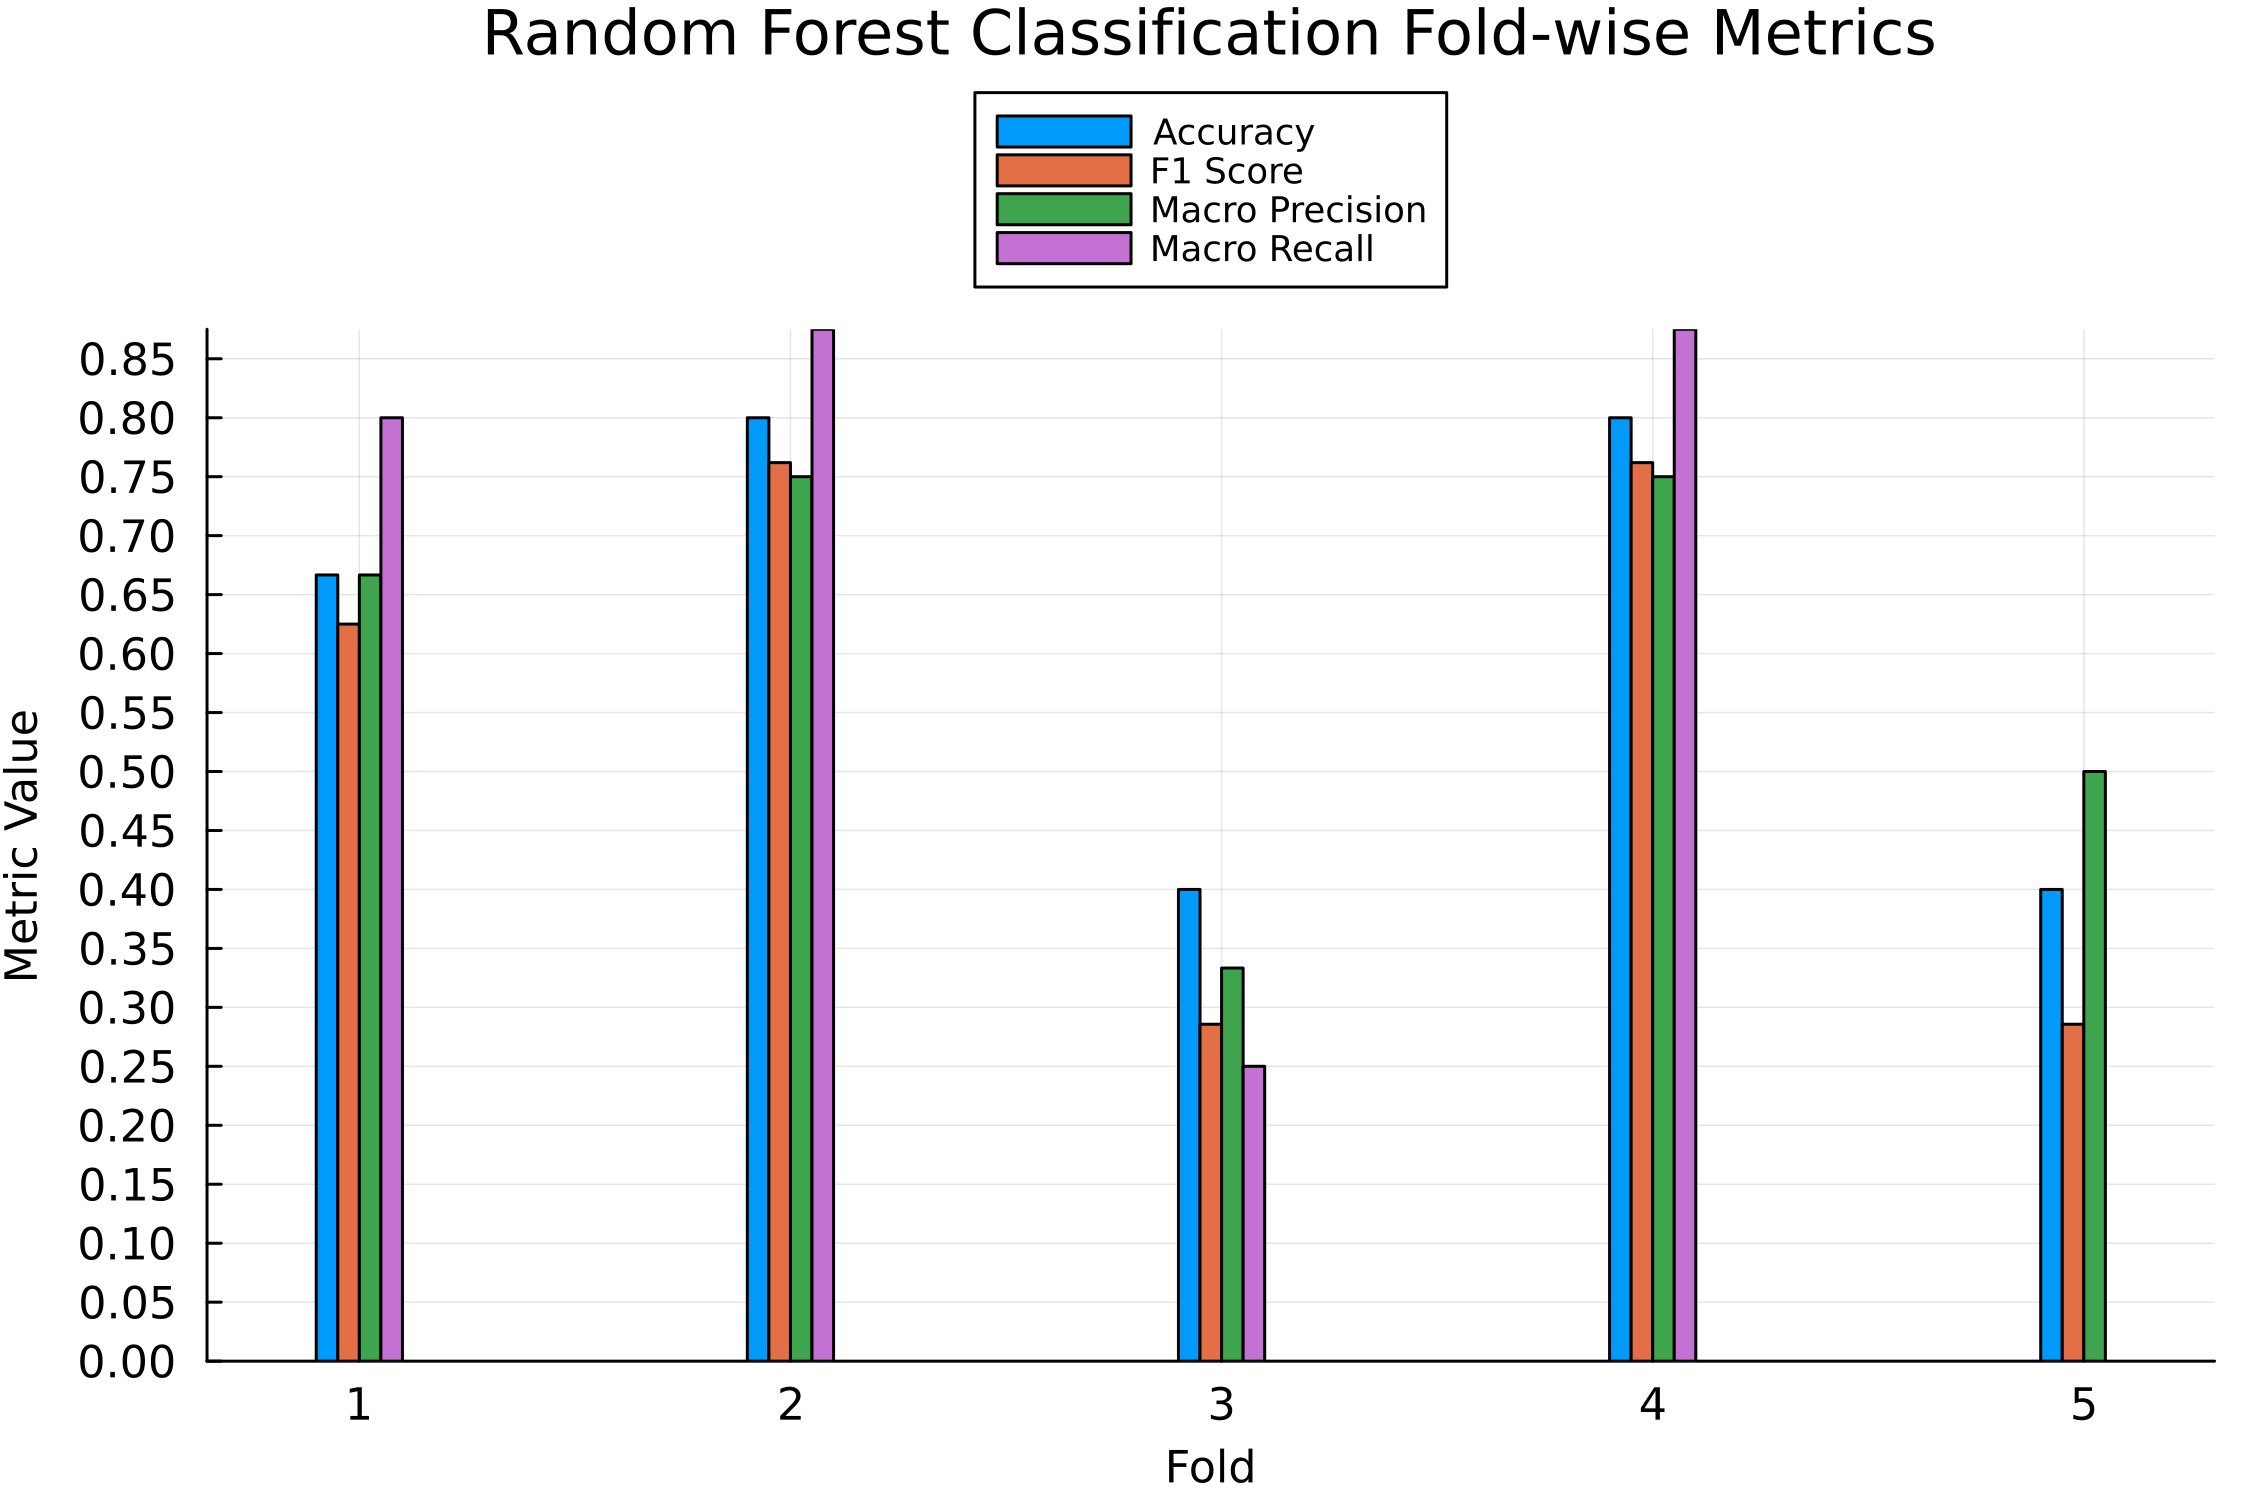 Random Forest Classification Fold-wise Metrics
Accuracy
F1 Score
Macro Precision
Macro Recall
0.85
0.80
0.75
0.70
0.65
0.60
0.55
0.50
0.45
0.40
0.35
0.30
0.25
0.20
0.15
0.10
0.05
0.00
Metric Value
1 2 3 4 5
Fold